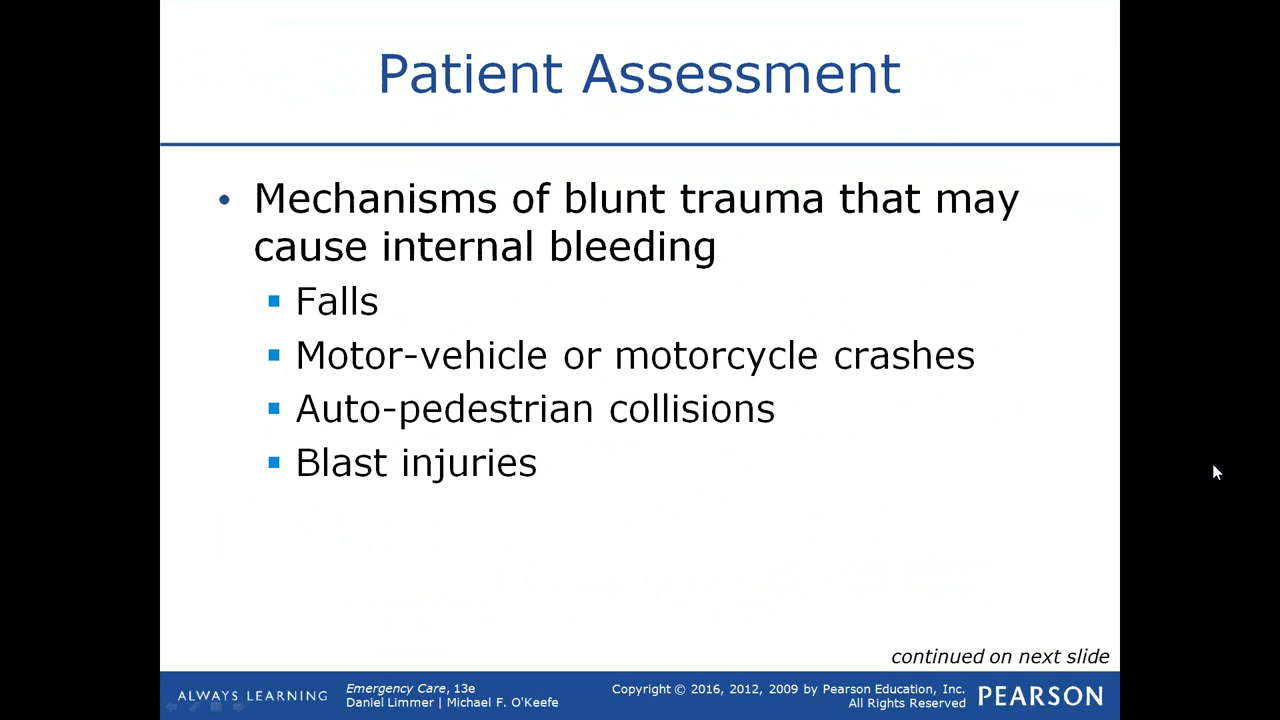 Patient Assessment
• Mechanisms of blunt trauma that may
cause internal bleeding
▪ Falls
▪ Motor-vehicle or motorcycle crashes
▪ Auto-pedestrian collisions
▪ Blast injuries
continued on next slide
ALWAYS LEARNING
Emergency Care, 13e
Daniel Limmer | Michael F. O'Keefe
Copyright © 2016, 2012, 2009 by Pearson Education, Inc.
All Rights Reserved
PEARSON